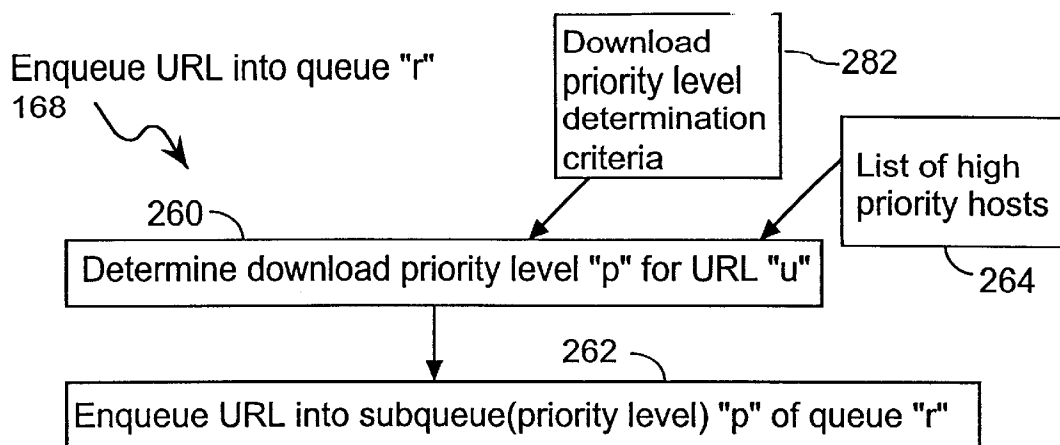 Enqueue URL into queue "r"
168
Download
priority level
determination
criteria
282
List of high
priority hosts
264
260
Determine download priority level "p" for URL "u"
262
Enqueue URL into subqueue(priority level) "p" of queue "r"